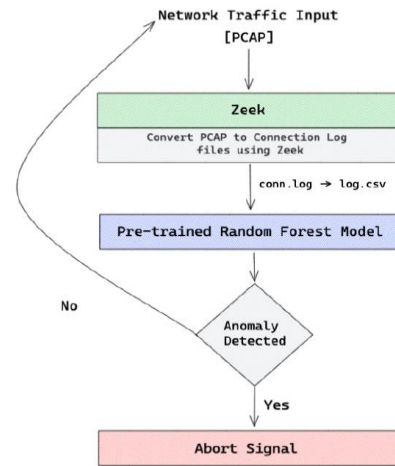 Network Traffic Input
[PCAP]
Zeek
Convert PCAP to Connection Log
files using Zeek
conn.log → log.csv
Pre-trained Random Forest Model
Anomaly
Detected
No
Yes
Abort Signal